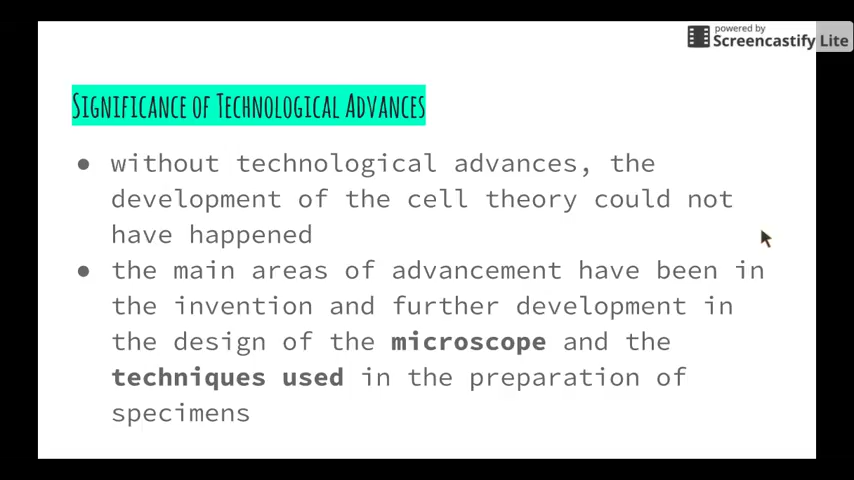 powered by
Screencastify Lite
Significance of Technological Advances
● without technological advances, the
development of the cell theory could not
have happened
● the main areas of advancement have been in
the invention and further development in
the design of the microscope and the
techniques used in the preparation of
specimens